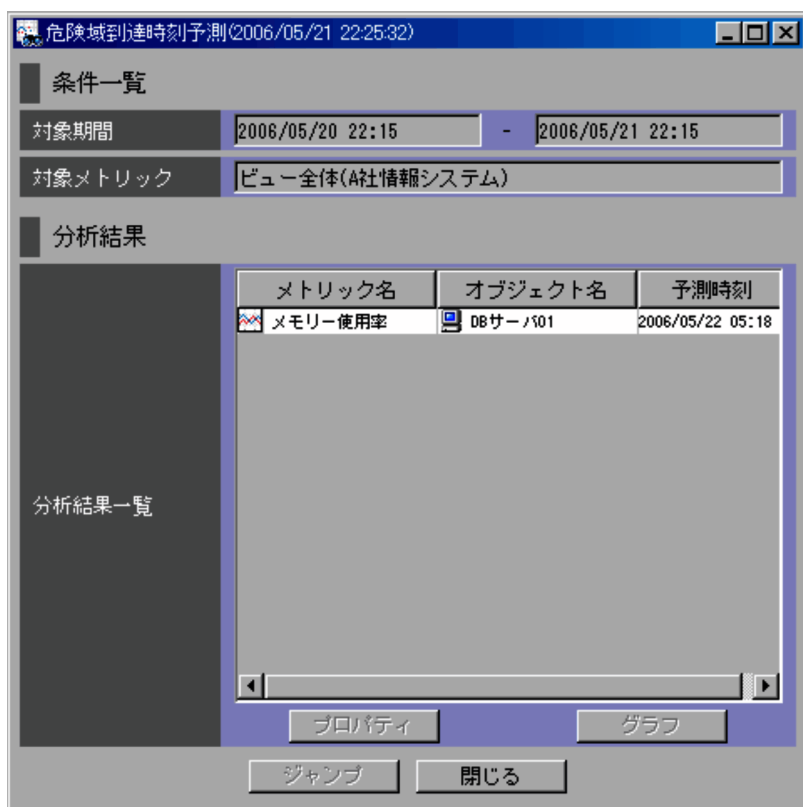 危険域到達時刻予測(2006/05/21 22:25:32)
条件一覧
対象期間 2006/05/20 22:15 - 2006/05/21 22:15
対象メトリック ビュー全体(A社情報システム)
分析結果
メトリック名 オブジェクト名 予測時刻
メモリー使用率 DBサーバ01 2006/05/22 05:18
分析結果一覧
プロパティ グラフ
ジャンプ 閉じる